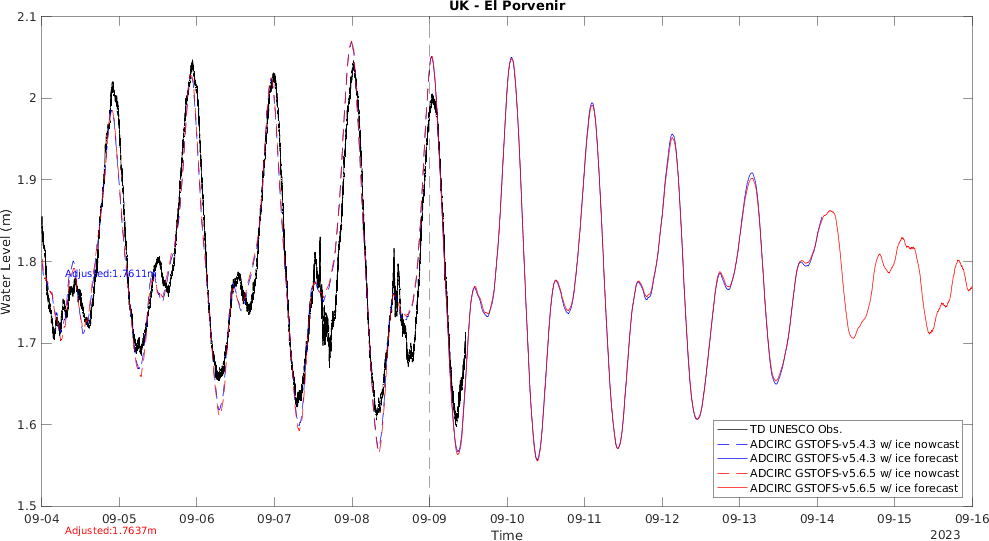 UK - El Porvenir
2.1
2
1.9
1.8
1.7
1.6
1.5
Water Level (m)
Adjusted:1.7611m
TD UNESCO Obs.
ADCIRC GSTOFS-v5.4.3 w/ ice nowcast
ADCIRC GSTOFS-v5.4.3 w/ ice forecast
ADCIRC GSTOFS-v5.6.5 w/ ice nowcast
ADCIRC GSTOFS-v5.6.5 w/ ice forecast
09-04 09-05 09-06 09-07 09-08 09-09 09-10 09-11 09-12 09-13 09-14 09-15 09-16
Adjusted:1.7637m
Time
2023